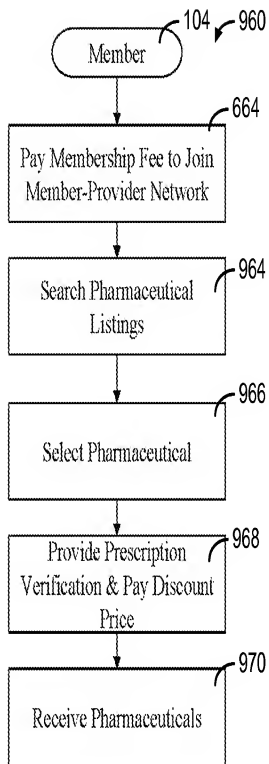 104
960
Member
664
Pay Membership Fee to Join
Member-Provider Network
964
Search Pharmaceutical
Listings
966
Select Pharmaceutical
968
Provide Prescription
Verification & Pay Discount
Price
970
Receive Pharmaceuticals